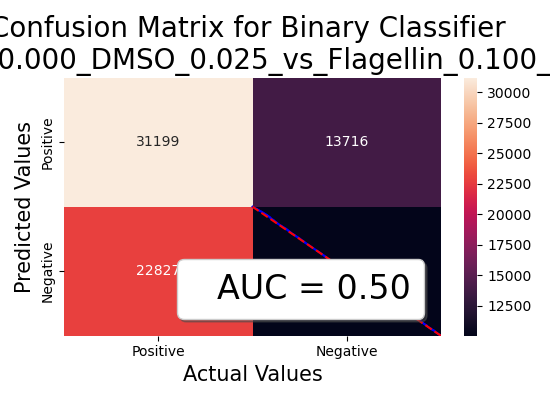 Confusion Matrix for Binary Classifier
0.000_DMSO_0.025_vs_Flagellin_0.100_
Predicted Values
Positive
Negative
31199
13716
22827
AUC = 0.50
Positive
Negative
Actual Values
30000
27500
25000
22500
20000
17500
15000
12500